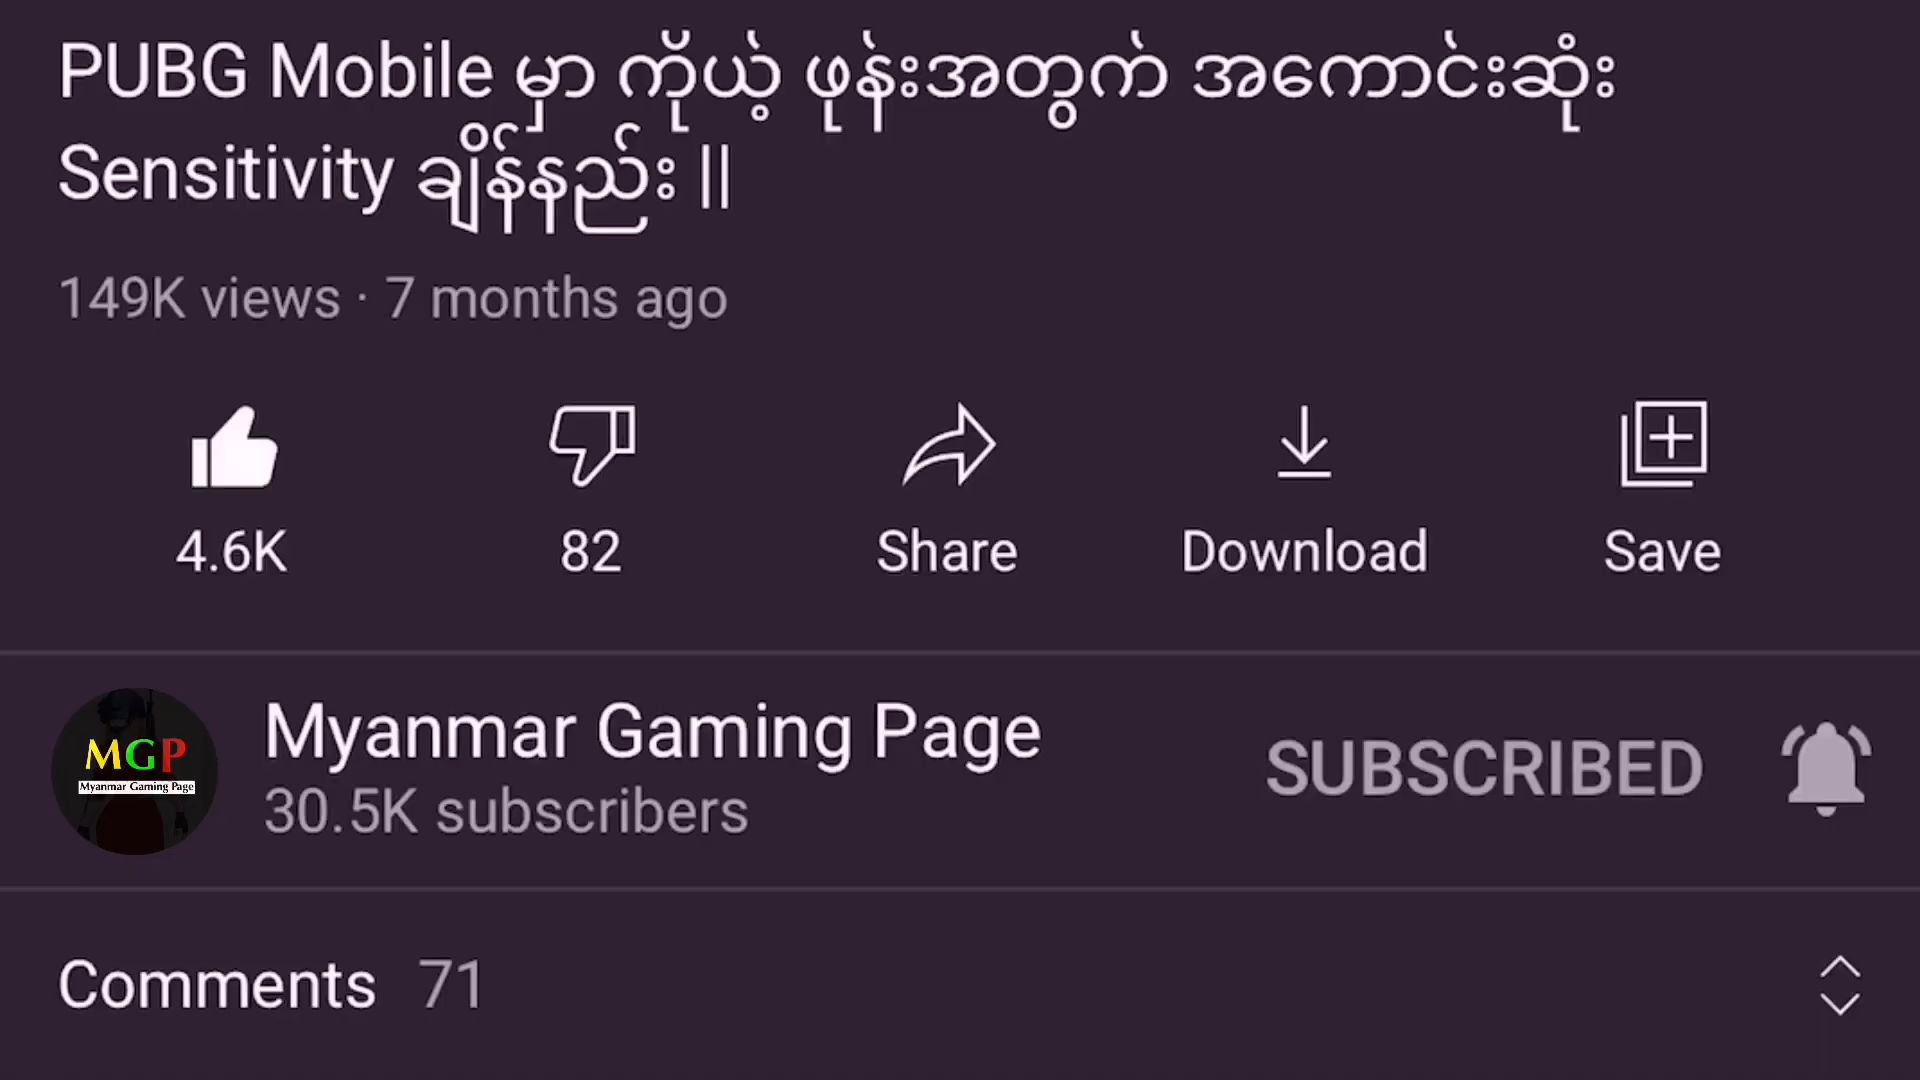 PUBG Mobile မှာ ကိုယ့် ဖုန်းအတွက် အကောင်းဆုံး
Sensitivity ချိန်နည်း ||
149K views · 7 months ago
4.6K
82
Share
Download
Save
MGP
Myanmar Gaming Page
Myanmar Gaming Page
30.5K subscribers
SUBSCRIBED
Comments 71